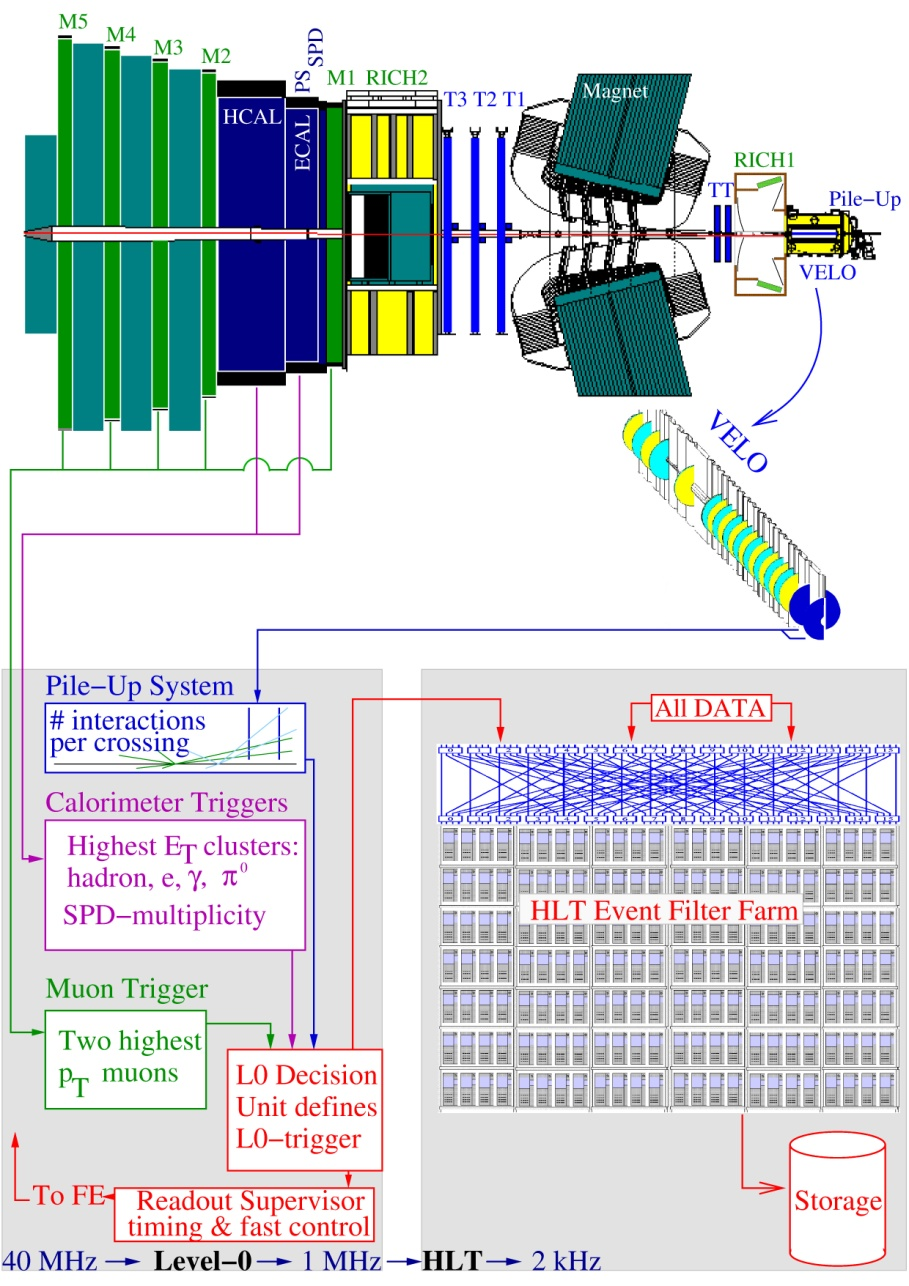 M5
M4
M3
M2
PS
SPD
M1
RICH2
HCAL
ECAL
T3
T2
T1
Magnet
RICH1
TT
Pile-Up
VELO
VELO
Pile-Up System
# interactions
per crossing
Calorimeter Triggers
Highest E_T clusters:
hadron, e, γ, π⁰
SPD-multiplicity
Muon Trigger
Two highest
p_T muons
L0 Decision
Unit defines
L0-trigger
To FE
Readout Supervisor
timing & fast control
All DATA
HLT Event Filter Farm
Storage
40 MHz → Level-0 → 1 MHz → HLT → 2 kHz